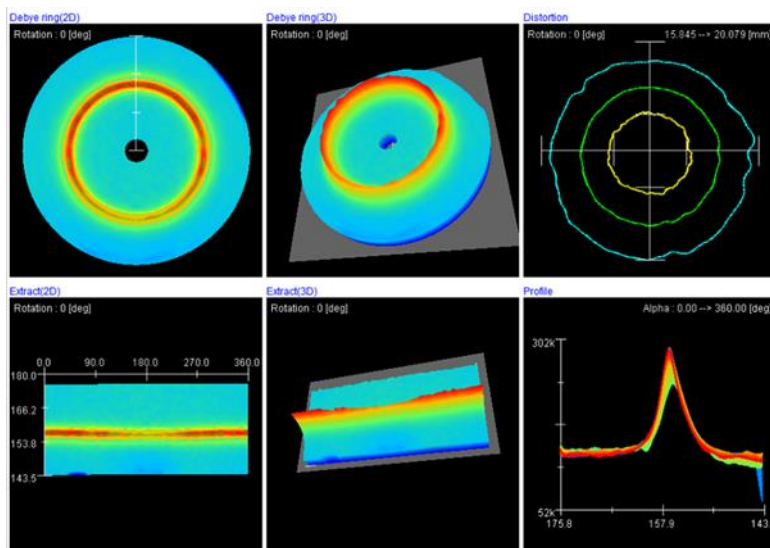 Debye ring(2D)
Rotation : 0 [deg]
Debye ring(3D)
Rotation : 0 [deg]
Distortion
Rotation : 0 [deg]
15.845 --> 20.079 [mm]
Extract(2D)
Rotation : 0 [deg]
0.0 90.0 180.0 270.0 360.0
180.0
166.2
153.8
143.5
Extract(3D)
Rotation : 0 [deg]
Profile
Alpha : 0.00 --> 360.00 [deg]
302k
52k
175.8 157.9 143.